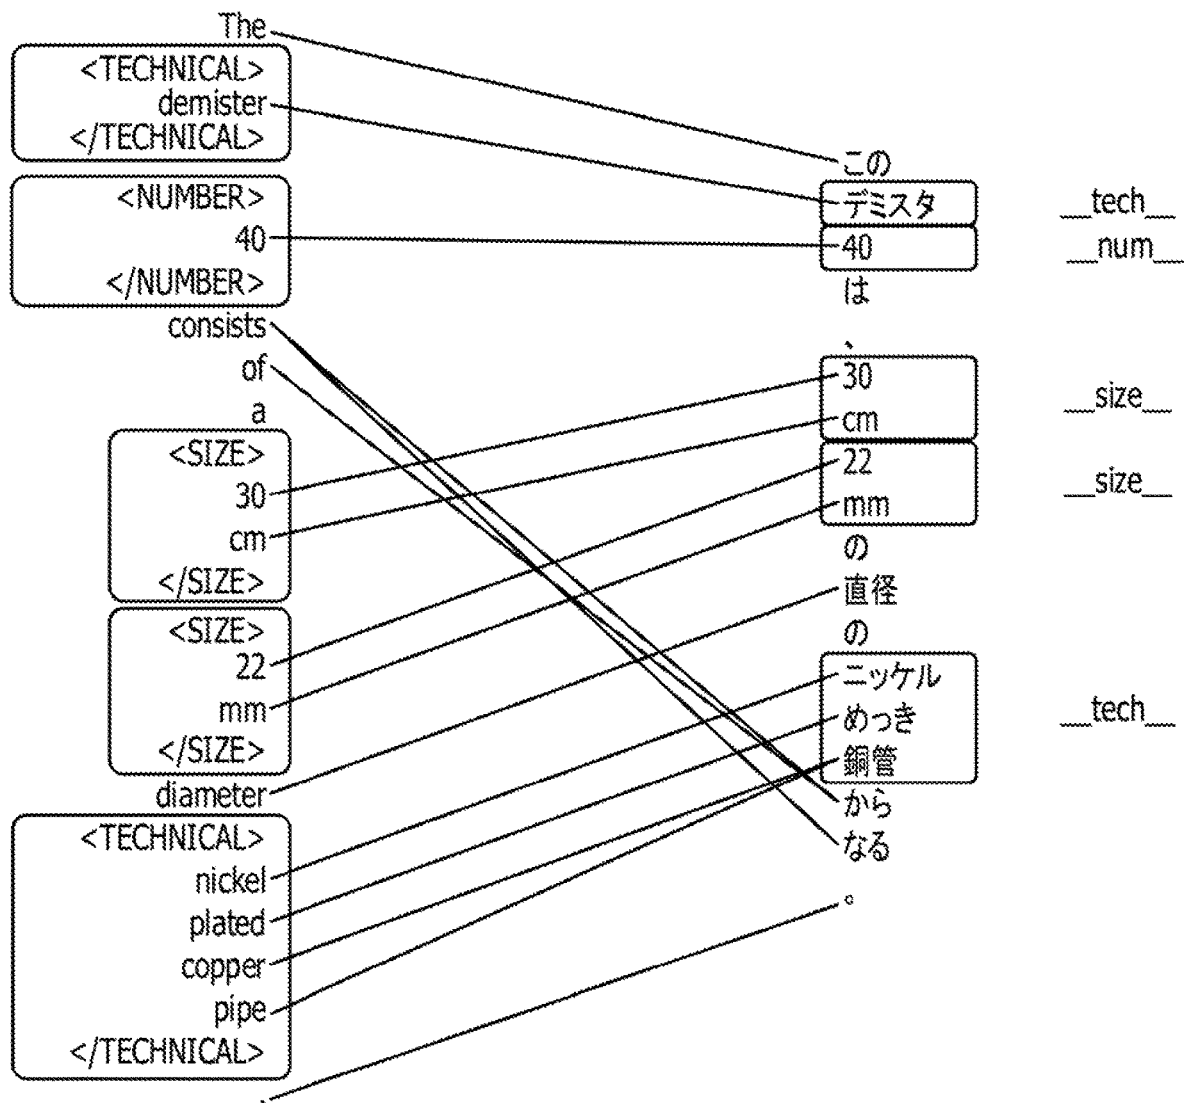 The
<TECHNICAL>
demister
</TECHNICAL>
<NUMBER>
40
</NUMBER>
consists
of
a
<SIZE>
30
cm
</SIZE>
<SIZE>
22
mm
</SIZE>
diameter
<TECHNICAL>
nickel
plated
copper
pipe
</TECHNICAL>
.
この
デミスタ
40
は
、
30
cm
22
mm
の
直径
の
ニッケル
めっき
銅管
から
なる
。
__tech__
__num__
__size__
__size__
__tech__